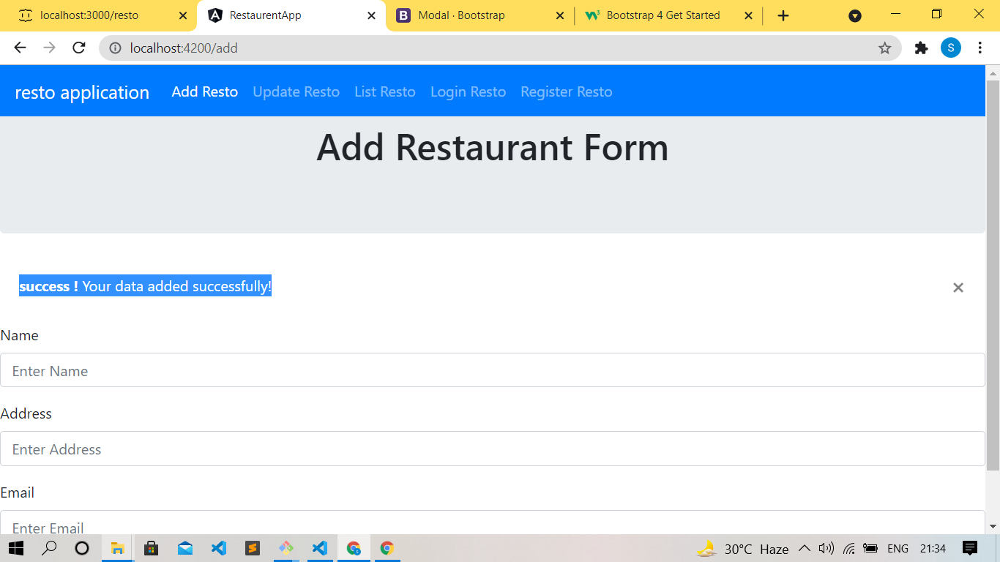 localhost:3000/resto
RestaurentApp
Modal · Bootstrap
Bootstrap 4 Get Started
localhost:4200/add
S
resto application
Add Resto
Update Resto
List Resto
Login Resto
Register Resto
Add Restaurant Form
success ! Your data added successfully!
Name
Enter Name
Address
Enter Address
Email
Enter Email
30°C Haze
ENG
21:34